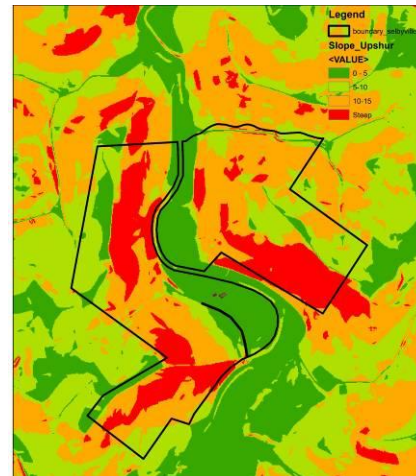 Legend
boundary_selbyville
Slope_Upshur
<VALUE>
0 - 5
5-10
10-15
Steep